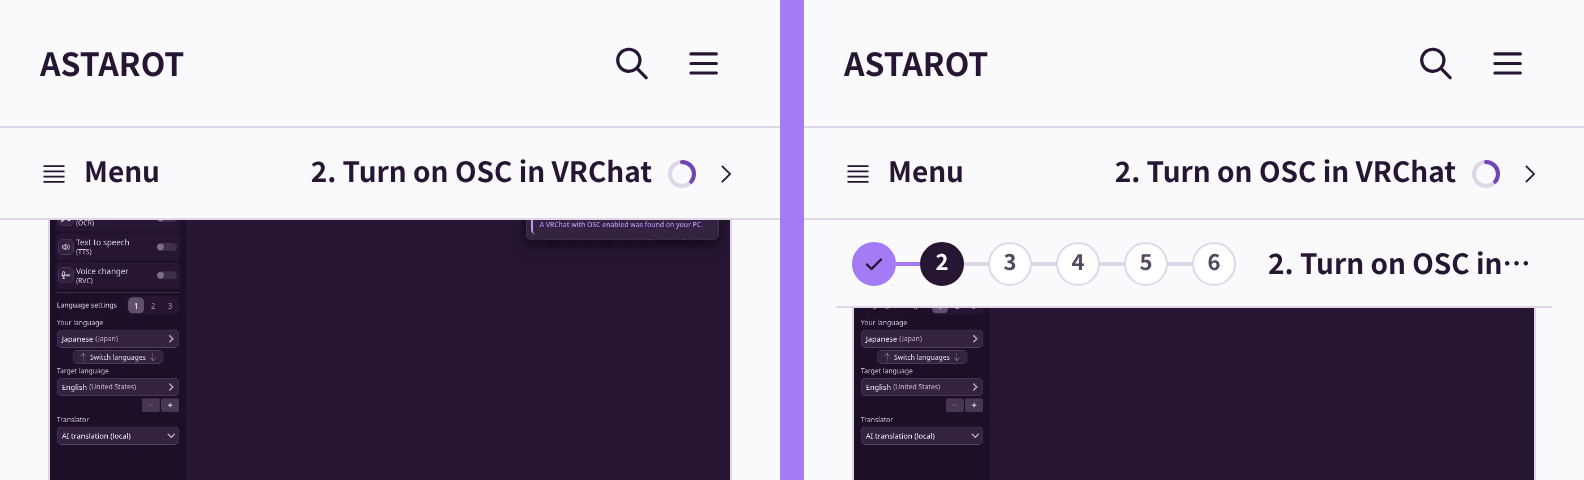 ASTAROT
Menu
2. Turn on OSC in VRChat
(OCR)
A VRChat with OSC enabled was found on your PC.
Text to speech
(TTS)
Voice changer
(RVC)
Language settings
1 2 3
Your language
Japanese (Japan)
Switch languages
Target language
English (United States)
Translator
AI translation (local)
ASTAROT
Menu
2. Turn on OSC in VRChat
2 3 4 5 6
2. Turn on OSC in···
Your language
Japanese (Japan)
Switch languages
Target language
English (United States)
Translator
AI translation (local)